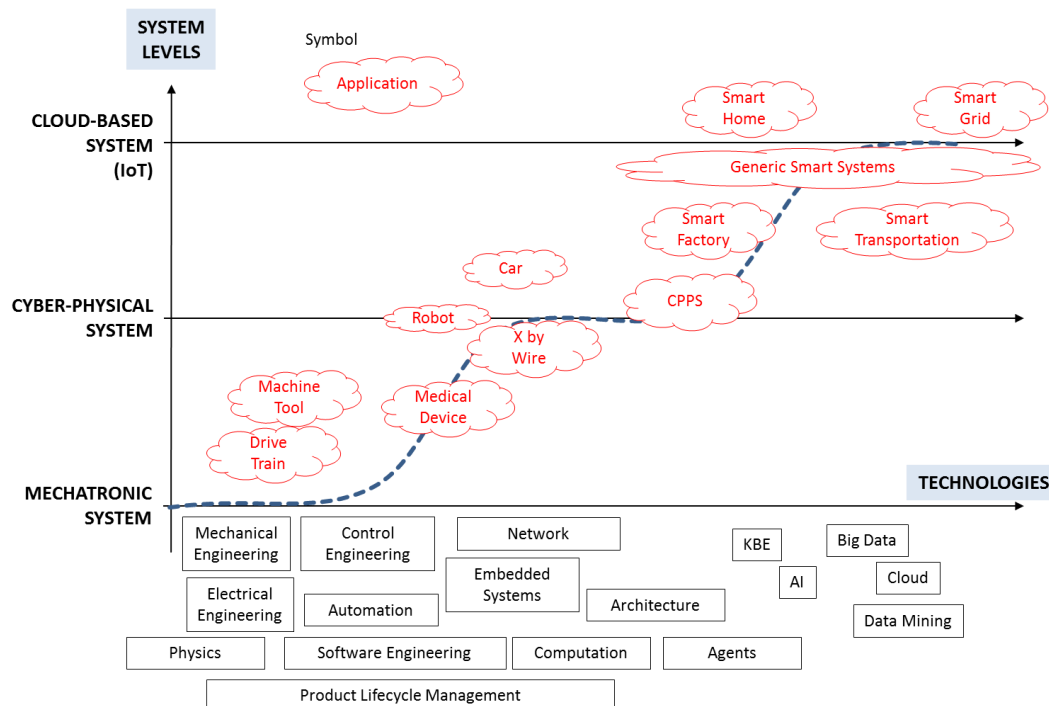 SYSTEM
LEVELS
Symbol
Application
Smart
Home
Smart
Grid
CLOUD-BASED
SYSTEM
(IoT)
Generic Smart Systems
Smart
Factory
Smart
Transportation
Car
CPPS
CYBER-PHYSICAL
SYSTEM
Robot
X by
Wire
Machine
Tool
Medical
Device
Drive
Train
TECHNOLOGIES
MECHATRONIC
SYSTEM
Mechanical
Engineering
Control
Engineering
Network
KBE
Big Data
Electrical
Engineering
Automation
Embedded
Systems
Architecture
AI
Cloud
Data Mining
Physics
Software Engineering
Computation
Agents
Product Lifecycle Management